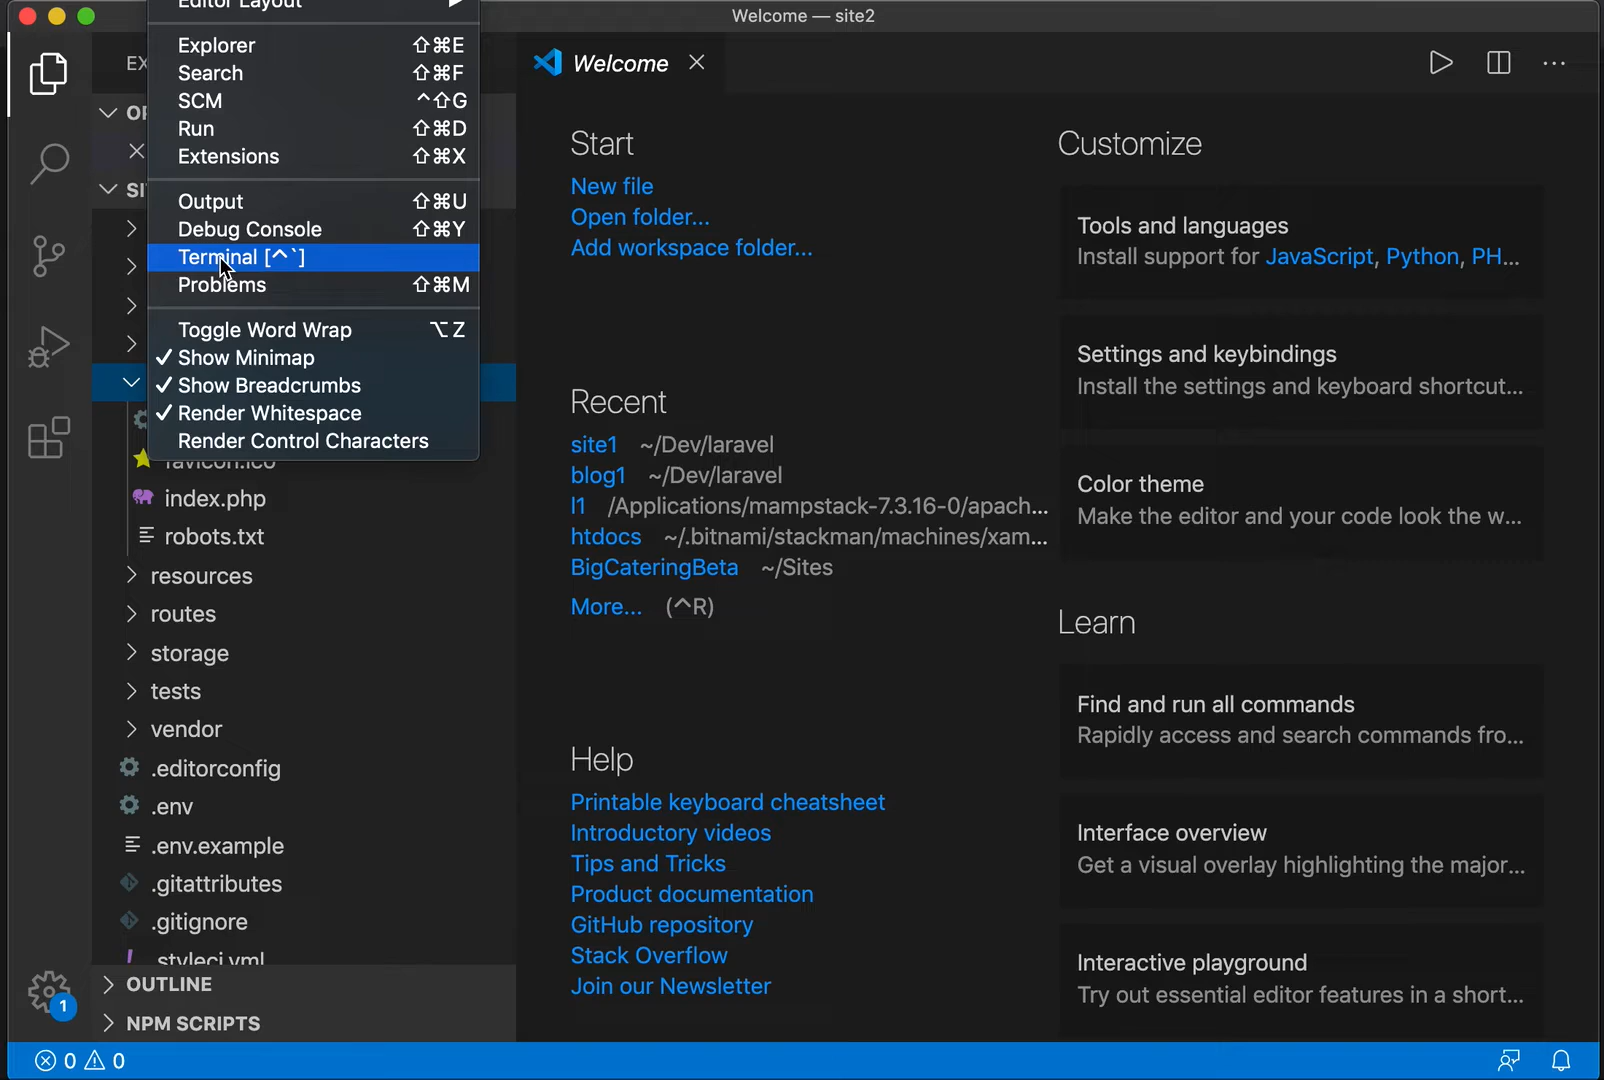 Welcome — site2
Editor Layout
Explorer ⇧⌘E
Search ⇧⌘F
SCM ^⇧G
Run ⇧⌘D
Extensions ⇧⌘X
Output ⇧⌘U
Debug Console ⇧⌘Y
Terminal [^`]
Problems ⇧⌘M
Toggle Word Wrap ⌥Z
✓ Show Minimap
✓ Show Breadcrumbs
✓ Render Whitespace
Render Control Characters
favicon.ico
index.php
robots.txt
resources
routes
storage
tests
vendor
.editorconfig
.env
.env.example
.gitattributes
.gitignore
.styleci.yml
OUTLINE
NPM SCRIPTS
1
0 0
Welcome
Start
New file
Open folder...
Add workspace folder...
Recent
site1 ~/Dev/laravel
blog1 ~/Dev/laravel
/Applications/mampstack-7.3.16-0/apach...
htdocs ~/.bitnami/stackman/machines/xam...
BigCateringBeta ~/Sites
More... (^R)
Help
Printable keyboard cheatsheet
Introductory videos
Tips and Tricks
Product documentation
GitHub repository
Stack Overflow
Join our Newsletter
Customize
Tools and languages
Install support for JavaScript, Python, PH...
Settings and keybindings
Install the settings and keyboard shortcut...
Color theme
Make the editor and your code look the w...
Learn
Find and run all commands
Rapidly access and search commands fro...
Interface overview
Get a visual overlay highlighting the major...
Interactive playground
Try out essential editor features in a short...